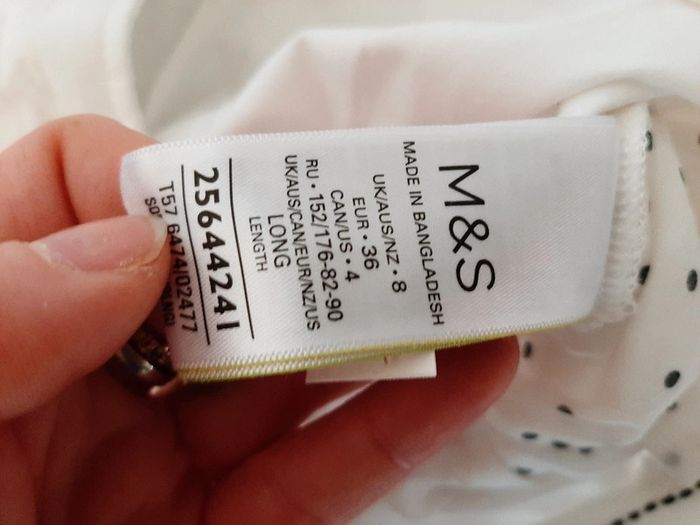 M&S
MADE IN BANGLADESH
UK/AUS/NZ • 8
EUR • 36
CAN/US • 4
RU • 152/176-82-90
UK/AUS/CAN/EUR/NZ/US
LONG
LENGTH
25644241
T57 6474/02477